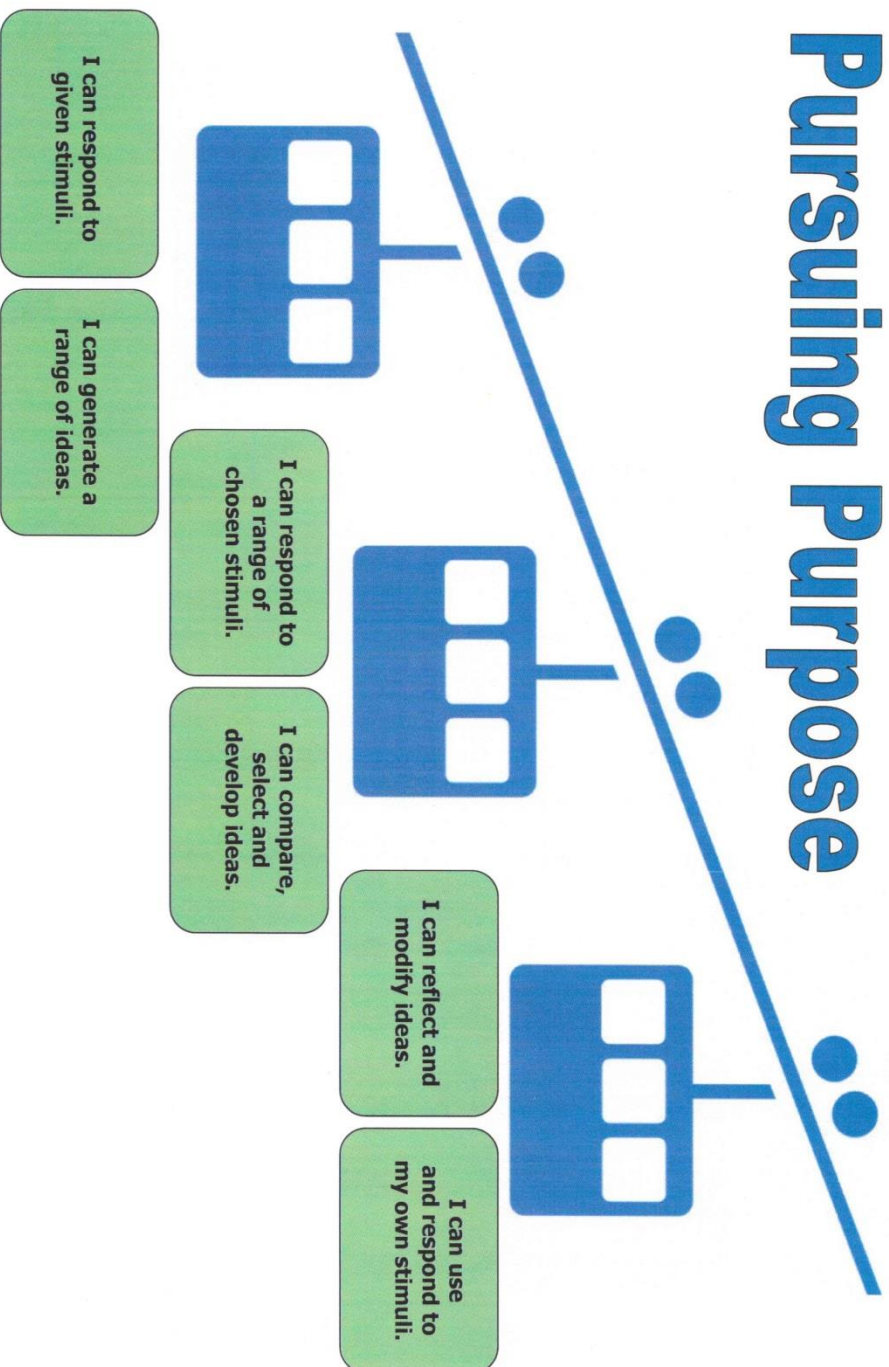 Pursuing Purpose
I can respond to
given stimuli.
I can generate a
range of ideas.
I can respond to
a range of
chosen stimuli.
I can compare,
select and
develop ideas.
I can reflect and
modify ideas.
I can use
and respond to
my own stimuli.